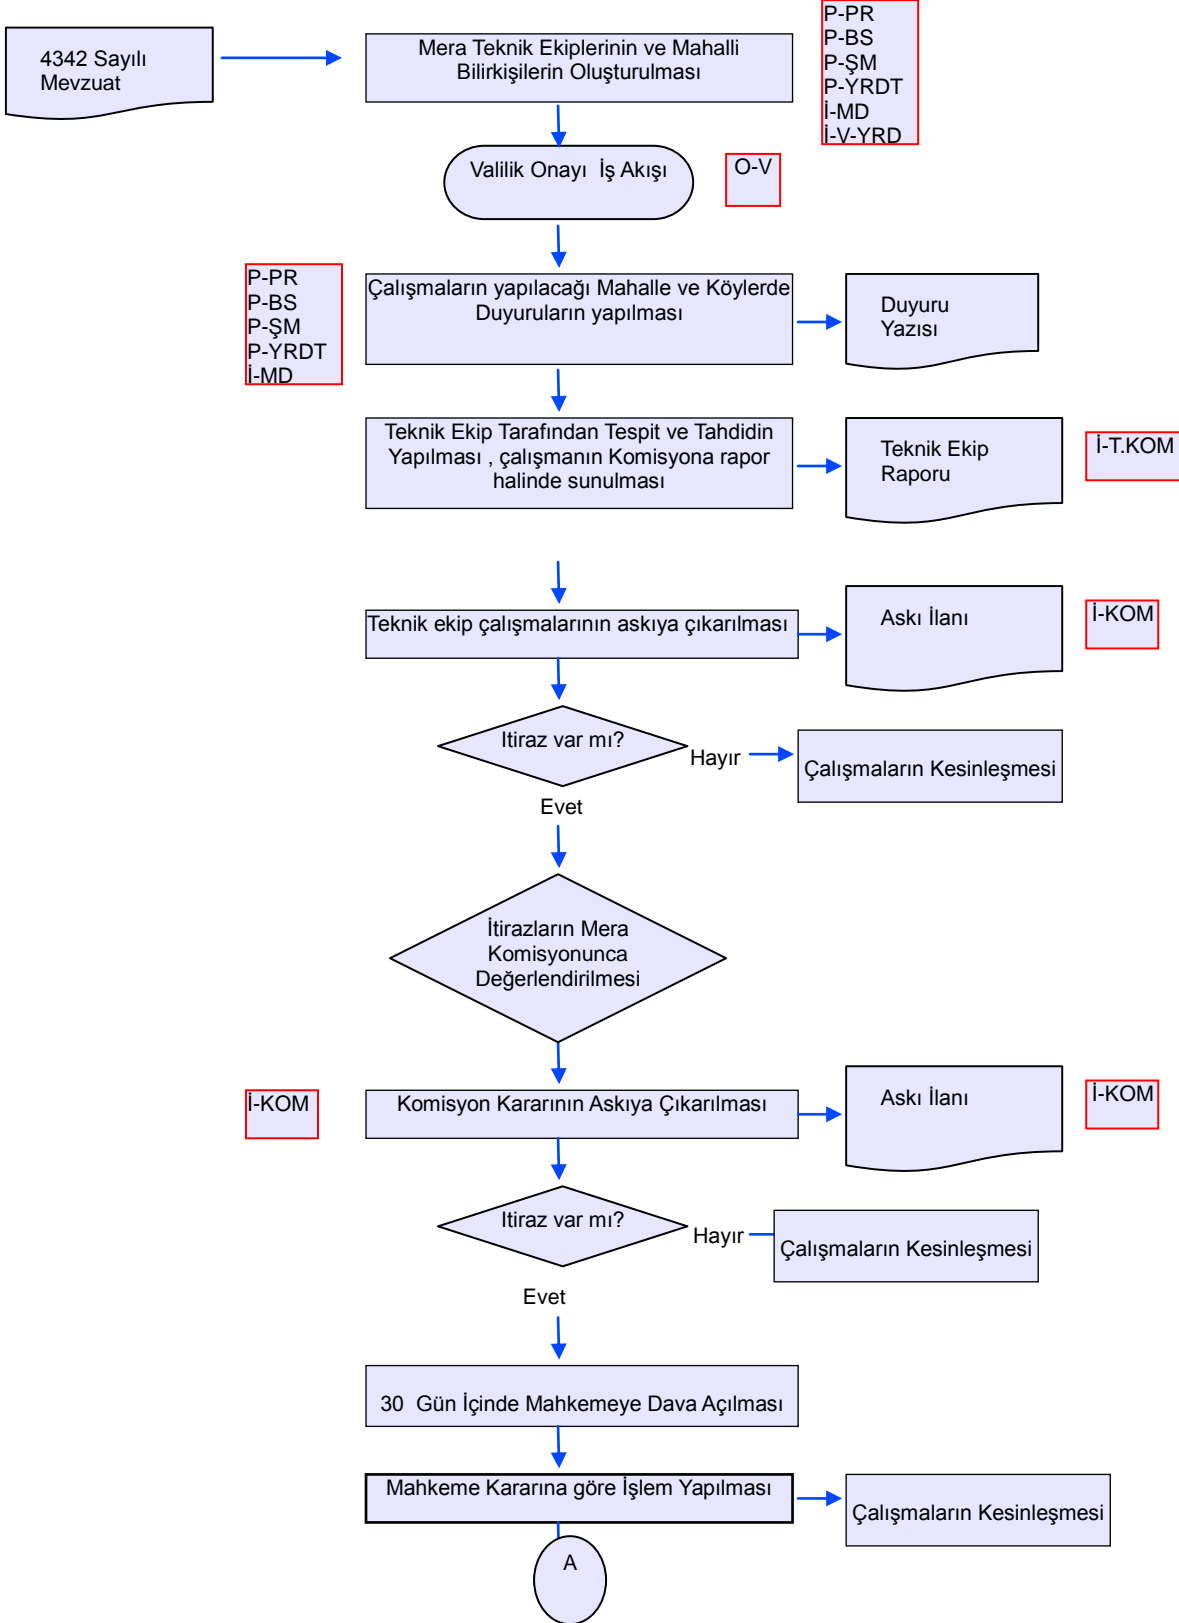 4342 Sayılı
Mevzuat
Mera Teknik Ekiplerinin ve Mahalli
Bilirkişilerin Oluşturulması
P-PR
P-BS
P-ŞM
P-YRDT
İ-MD
İ-V-YRD
Valilik Onayı İş Akışı
O-V
P-PR
P-BS
P-ŞM
P-YRDT
İ-MD
Çalışmaların yapılacağı Mahalle ve Köylerde
Duyuruların yapılması
Duyuru
Yazısı
Teknik Ekip Tarafından Tespit ve Tahdidin
Yapılması , çalışmanın Komisyona rapor
halinde sunulması
Teknik Ekip
Raporu
İ-T.KOM
Teknik ekip çalışmalarının askıya çıkarılması
Askı İlanı
İ-KOM
Itiraz var mı?
Hayır
Çalışmaların Kesinleşmesi
Evet
İtirazların Mera
Komisyonunca
Değerlendirilmesi
İ-KOM
Komisyon Kararının Askıya Çıkarılması
Askı İlanı
İ-KOM
Itiraz var mı?
Hayır
Çalışmaların Kesinleşmesi
Evet
30 Gün İçinde Mahkemeye Dava Açılması
Mahkeme Kararına göre İşlem Yapılması
Çalışmaların Kesinleşmesi
A